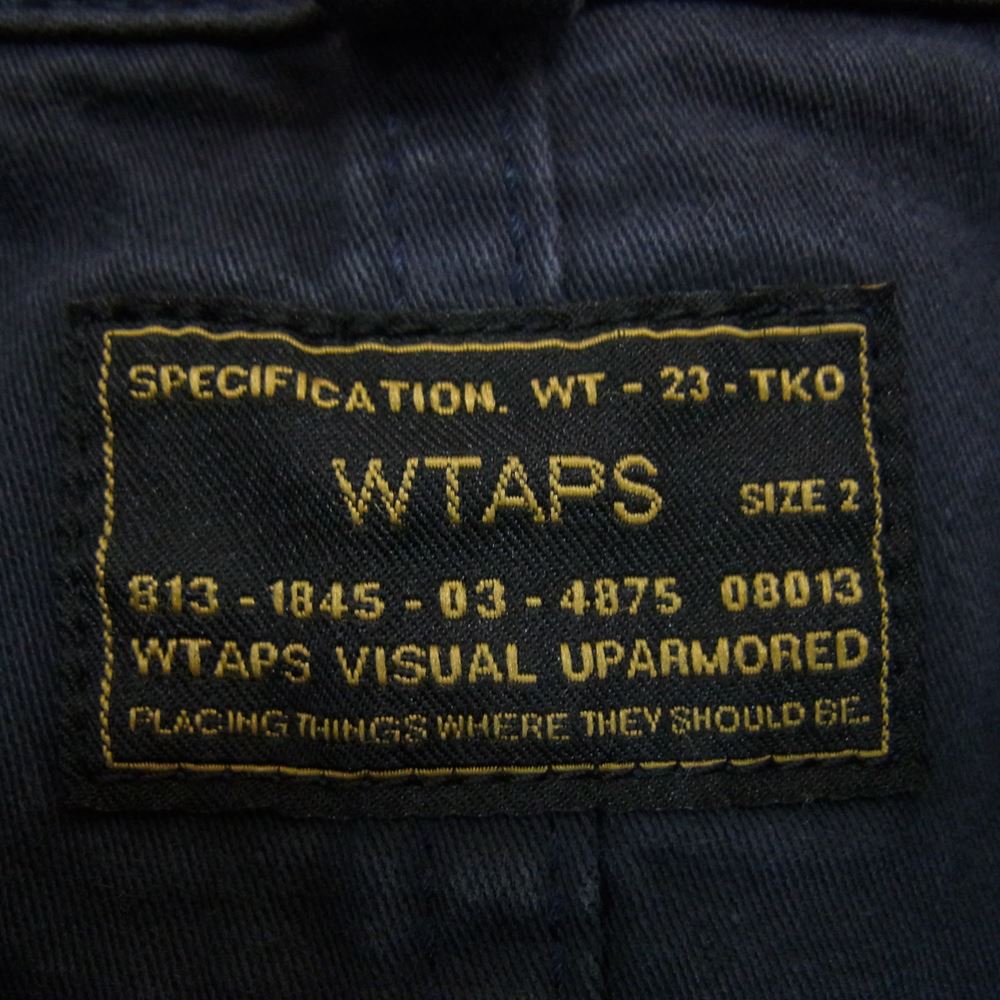 SPECIFICATION. WT - 23 - TKO
WTAPS SIZE 2
813 - 1845 - 03 - 4875 08013
WTAPS VISUAL UPARMORED
PLACING THINGS WHERE THEY SHOULD BE.